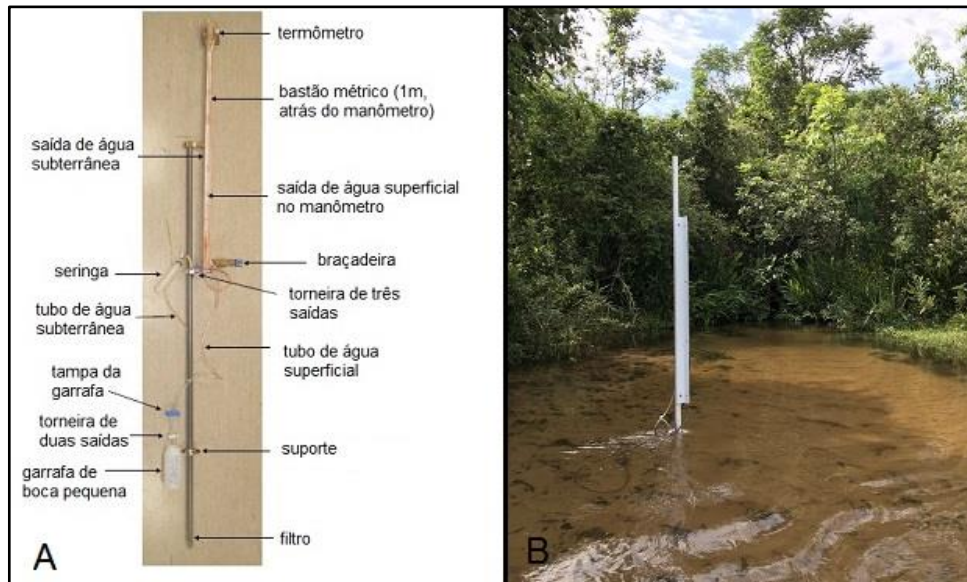 termômetro
bastão métrico (1m,
atrás do manômetro)
saída de água
subterrânea
saída de água superficial
no manômetro
seringa
braçadeira
torneira de três
saídas
tubo de água
subterrânea
tubo de água
superficial
tampa da
garrafa
torneira de
duas saídas
suporte
garrafa de
boca pequena
filtro
A
B